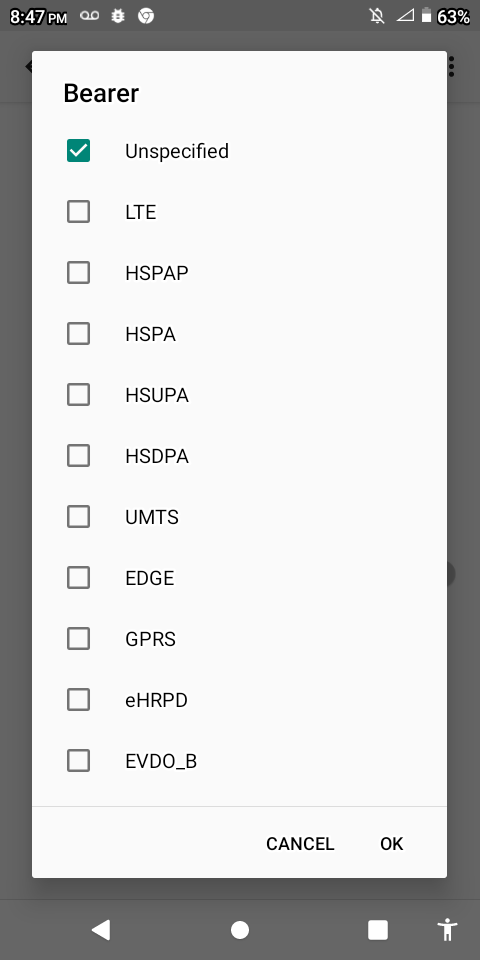 8:47 PM 63%
Bearer
Unspecified
LTE
HSPAP
HSPA
HSUPA
HSDPA
UMTS
EDGE
GPRS
eHRPD
EVDO_B
CANCEL OK